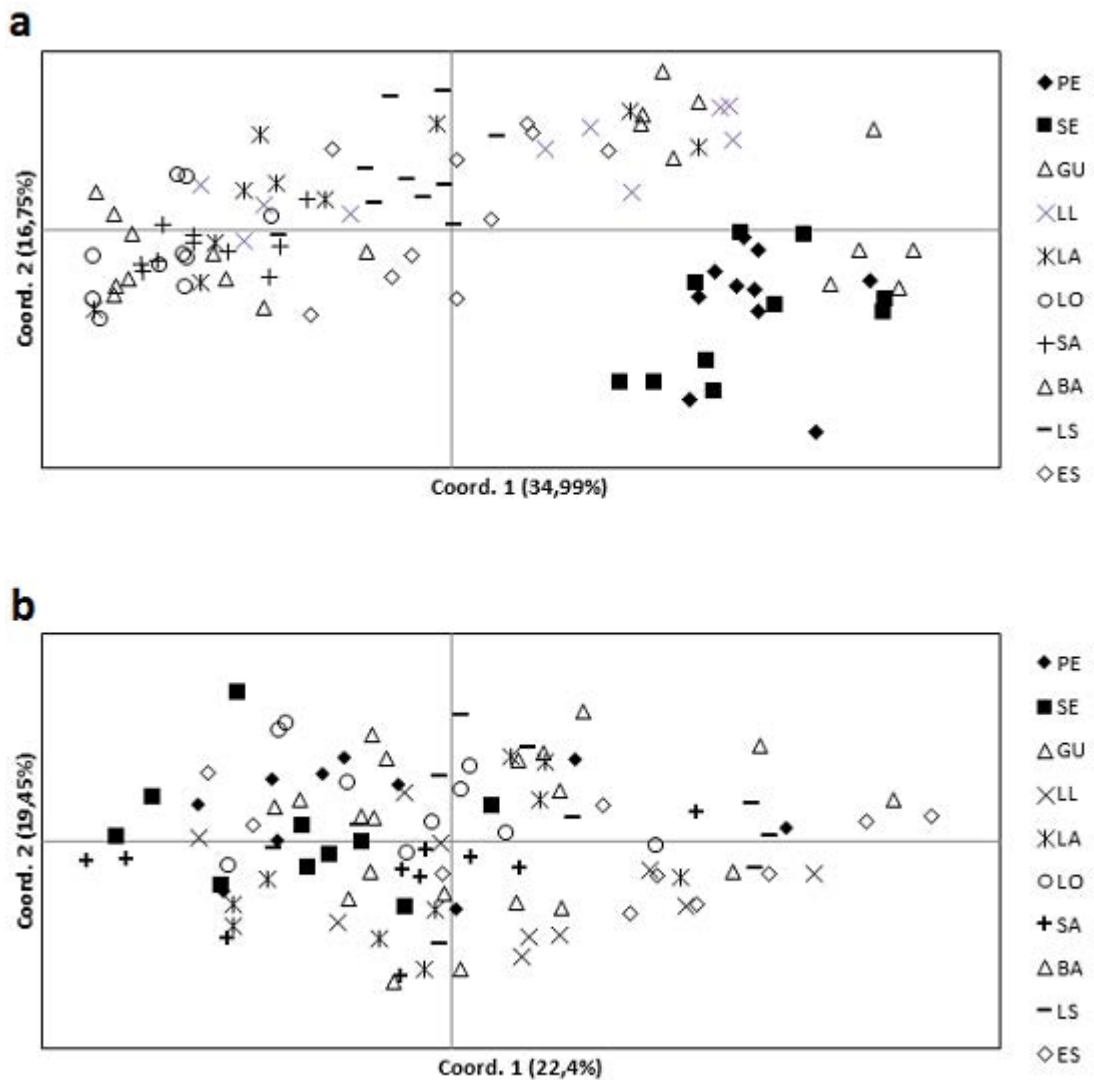 a
Coord. 2 (16,75%)
Coord. 1 (34,99%)
PE
SE
GU
LL
LA
LO
SA
BA
LS
ES
b
Coord. 2 (19,45%)
Coord. 1 (22,4%)
PE
SE
GU
LL
LA
LO
SA
BA
LS
ES